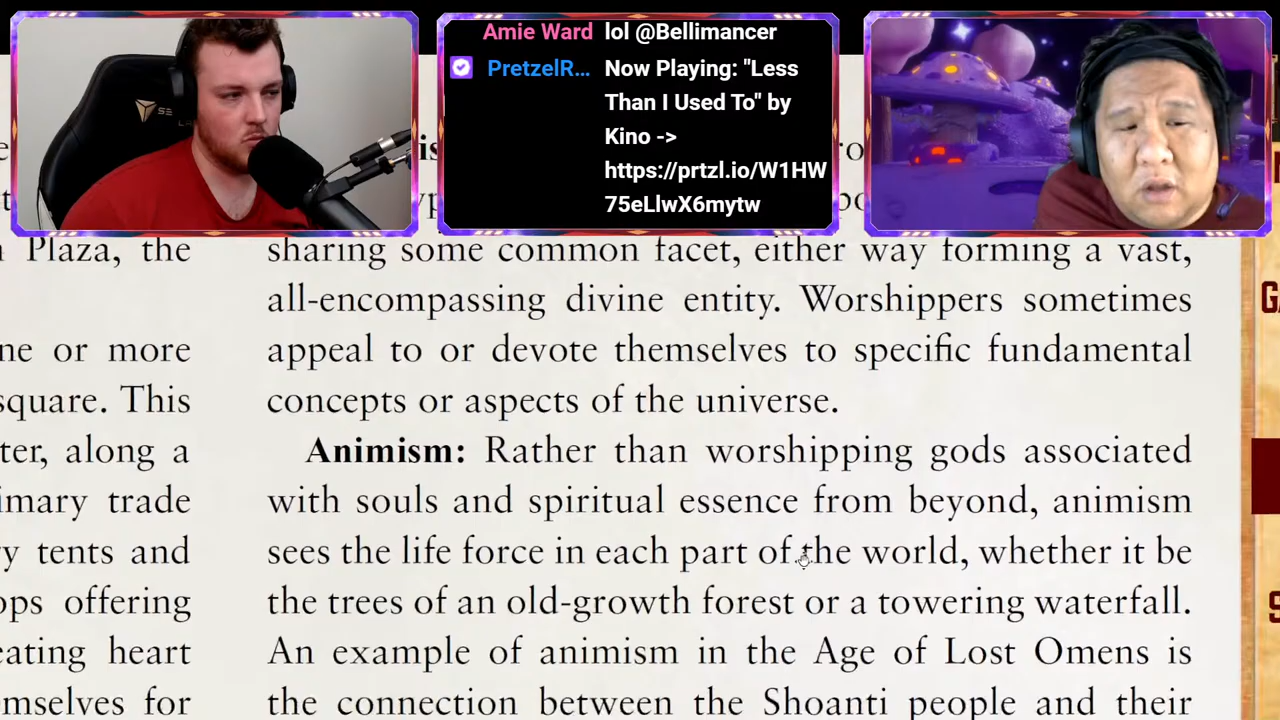 Amie Ward lol @Bellimancer
PretzelR... Now Playing: "Less
Than I Used To" by
Kino ->
https://prtzl.io/W1HW
75eLlwX6mytw
n Plaza, the
ne or more
square. This
ter, along a
imary trade
ry tents and
ops offering
eating heart
emselves for
sharing some common facet, either way forming a vast,
all-encompassing divine entity. Worshippers sometimes
appeal to or devote themselves to specific fundamental
concepts or aspects of the universe.
Animism: Rather than worshipping gods associated
with souls and spiritual essence from beyond, animism
sees the life force in each part of the world, whether it be
the trees of an old-growth forest or a towering waterfall.
An example of animism in the Age of Lost Omens is
the connection between the Shoanti people and their